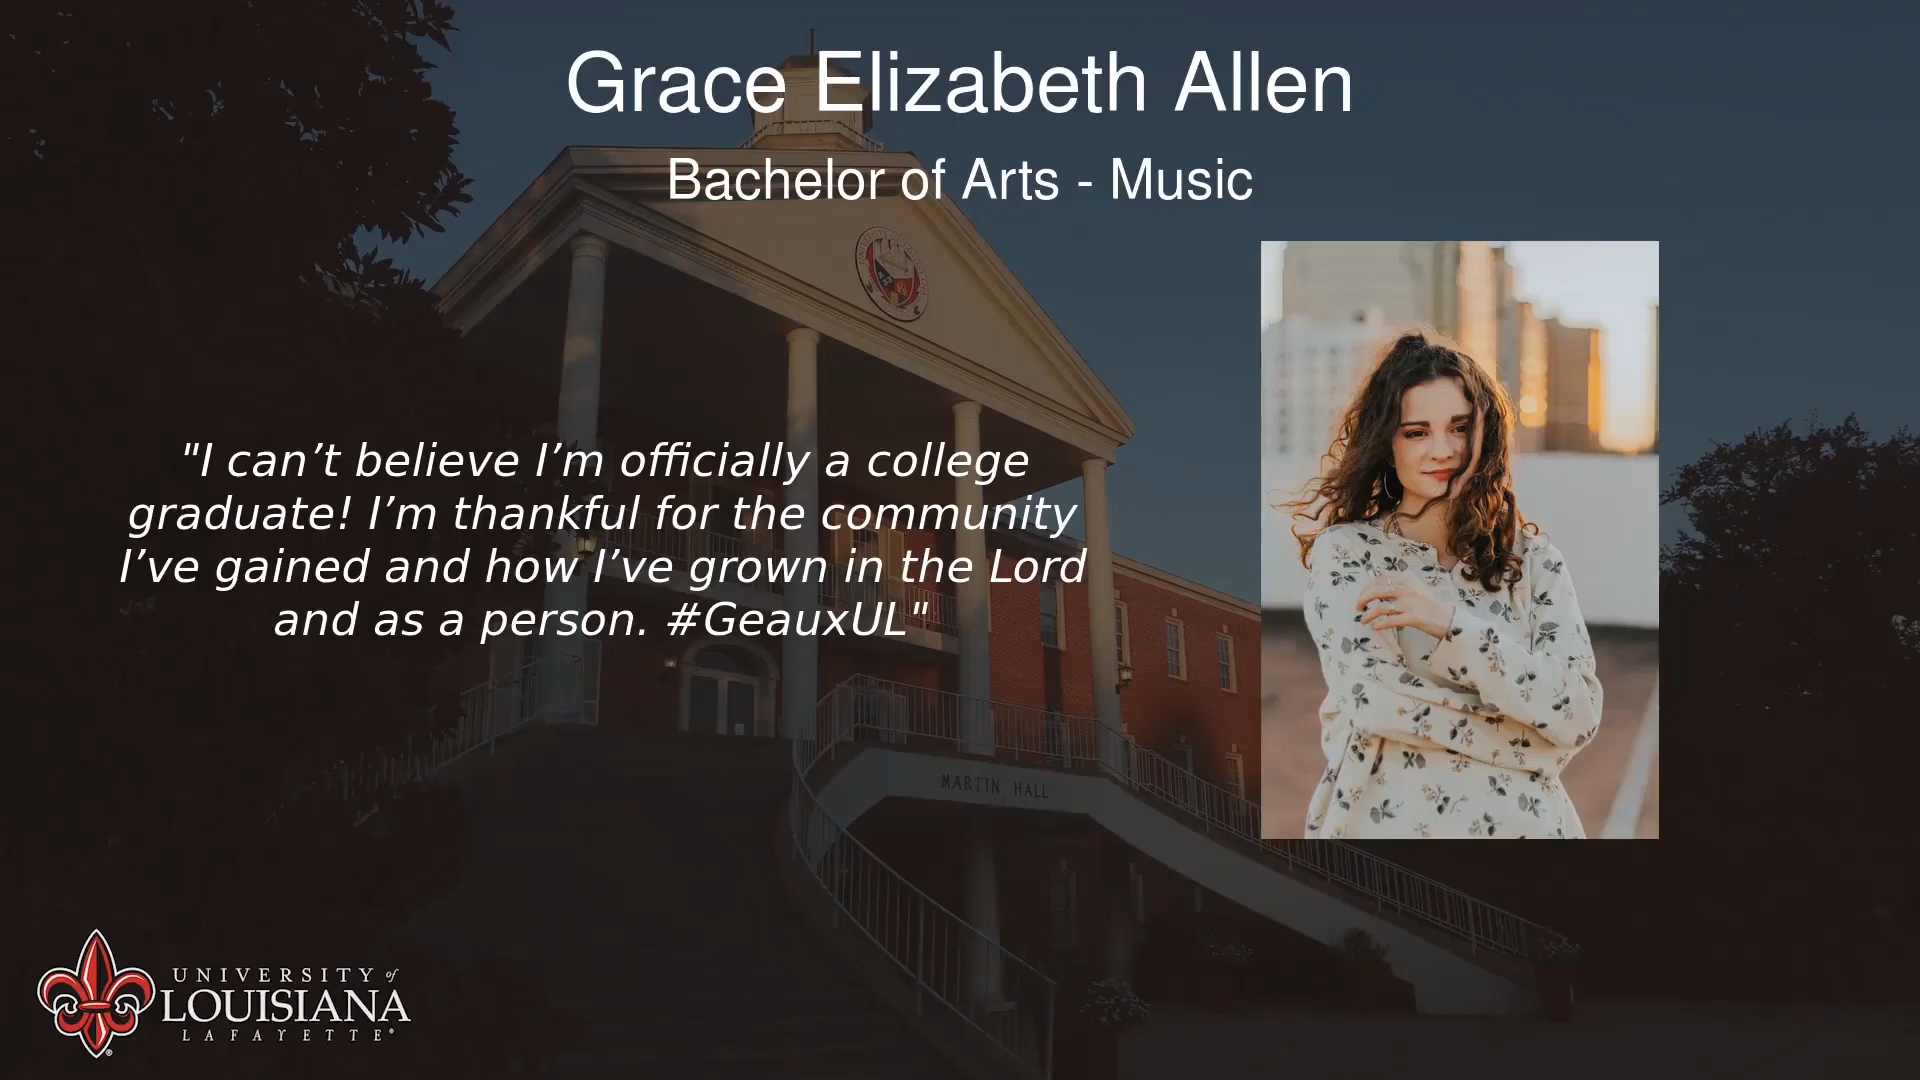 Grace Elizabeth Allen
Bachelor of Arts - Music
"I can’t believe I’m officially a college
graduate! I’m thankful for the community
I’ve gained and how I’ve grown in the Lord
and as a person. #GeauxUL"
MARTIN HALL
UNIVERSITY of
LOUISIANA
LAFAYETTE®